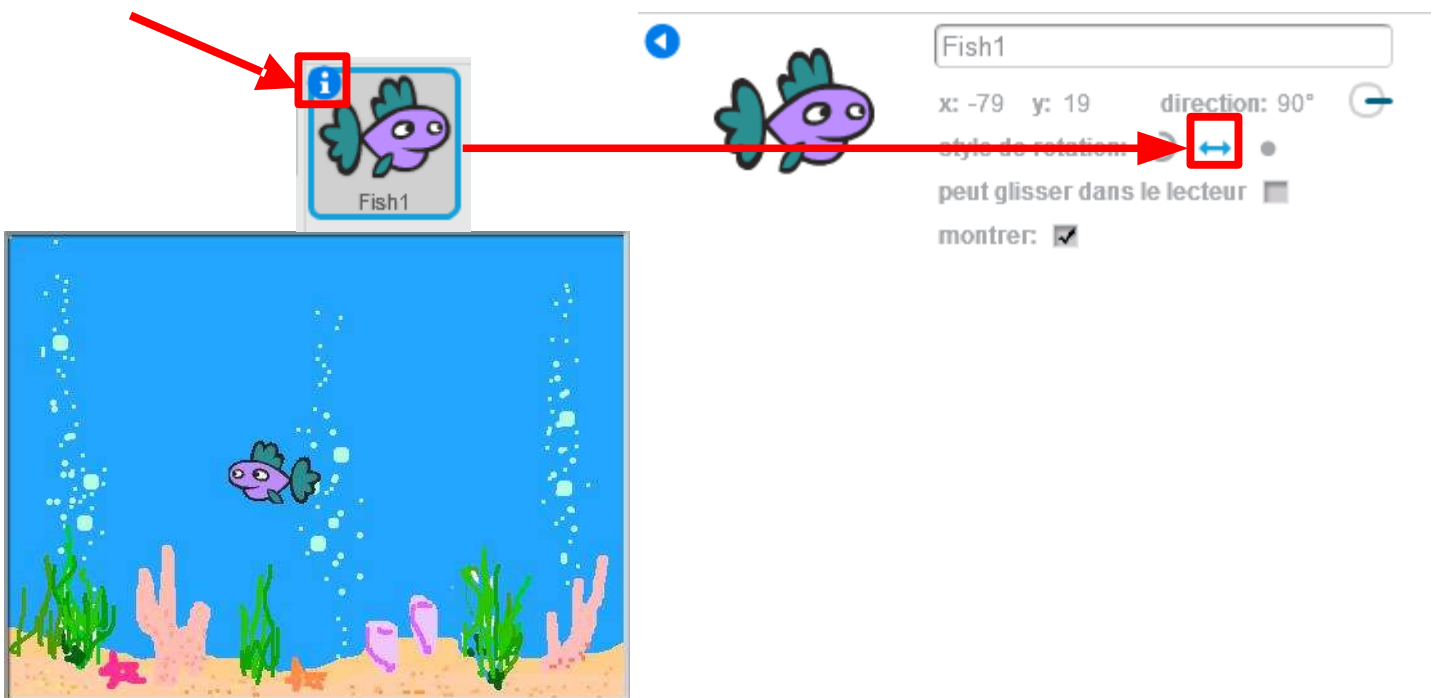 i
Fish1
Fish1
x: -79 y: 19 direction: 90°
style de rotation:
peut glisser dans le lecteur
montrer: